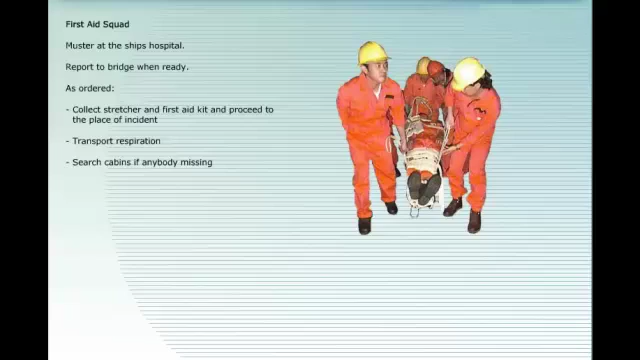 First Aid Squad
Muster at the ships hospital.
Report to bridge when ready.
As ordered:
- Collect stretcher and first aid kit and proceed to
the place of incident
- Transport respiration
- Search cabins if anybody missing